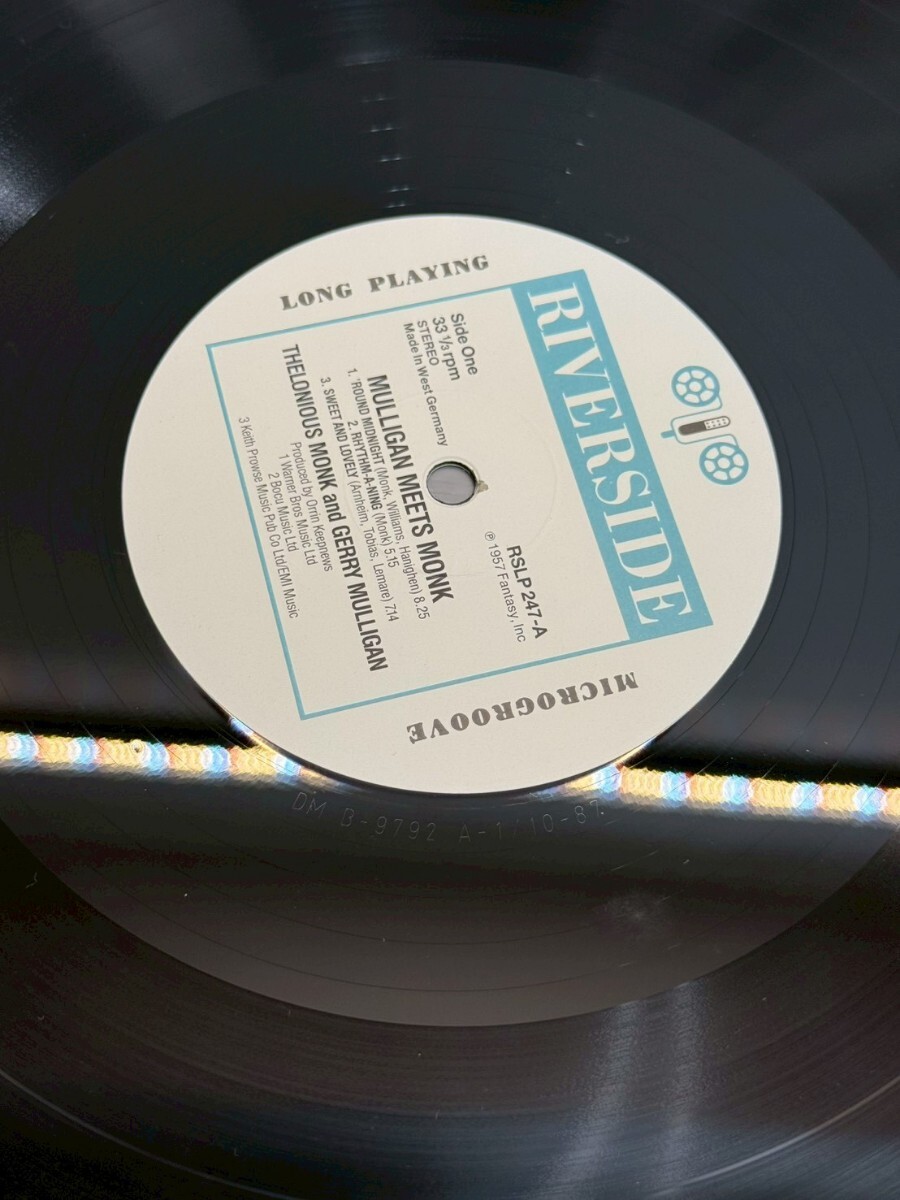 LONG PLAYING
RIVERSIDE
MICROGROOVE
Side One
33 ⅓ rpm
STEREO
Made in West Germany
RSLP 247-A
℗ 1957 Fantasy, Inc
MULLIGAN MEETS MONK
1. 'ROUND MIDNIGHT (Monk, Williams, Hanighen) 8.25
2. RHYTHM-A-NING (Monk) 5.15
3. SWEET AND LOVELY (Arnheim, Tobias, Lemare) 7.14
THELONIOUS MONK and GERRY MULLIGAN
Produced by Orrin Keepnews
1 Warner Bros Music Ltd
2 Bocu Music Ltd
3 Keith Prowse Music Pub Co Ltd/EMI Music
DM B-9792 A-1/10-87